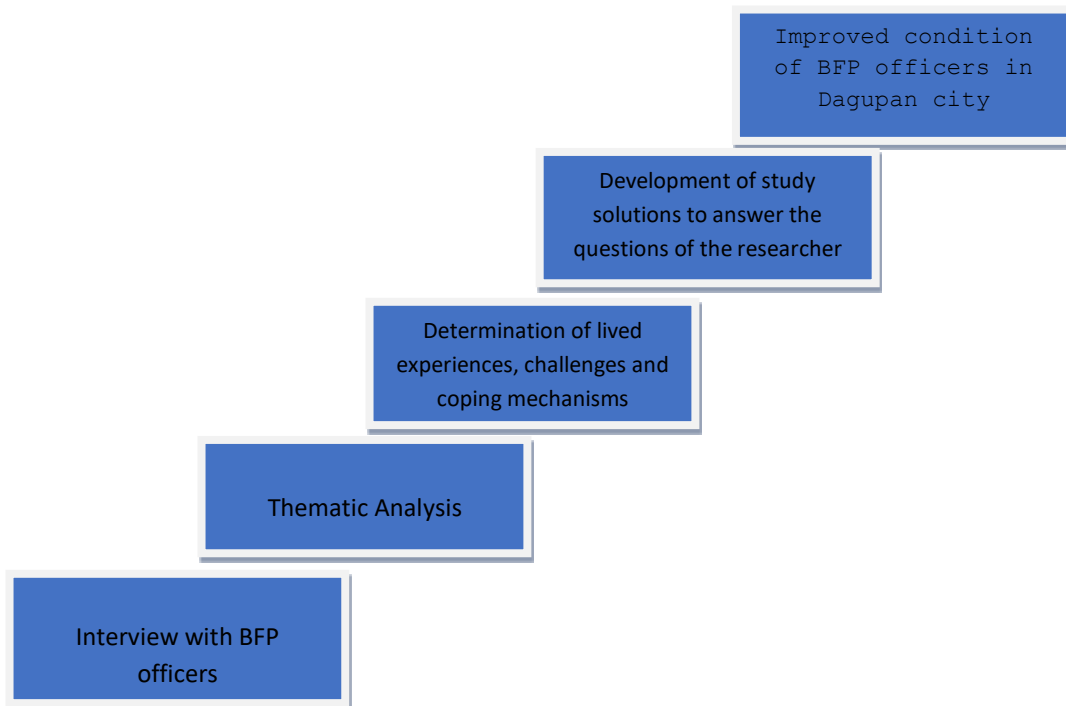 Improved condition
of BFP officers in
Dagupan city
Development of study
solutions to answer the
questions of the researcher
Determination of lived
experiences, challenges and
coping mechanisms
Thematic Analysis
Interview with BFP
officers